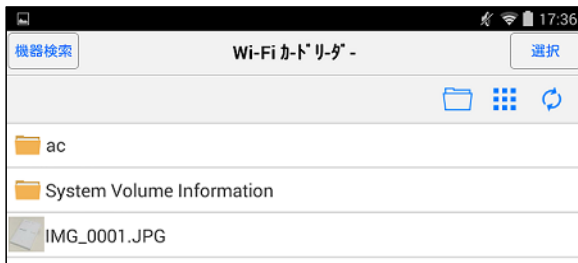 17:36
機器検索 Wi-Fi ｶｰﾄﾞﾘｰﾀﾞｰ 選択
ac
System Volume Information
IMG_0001.JPG